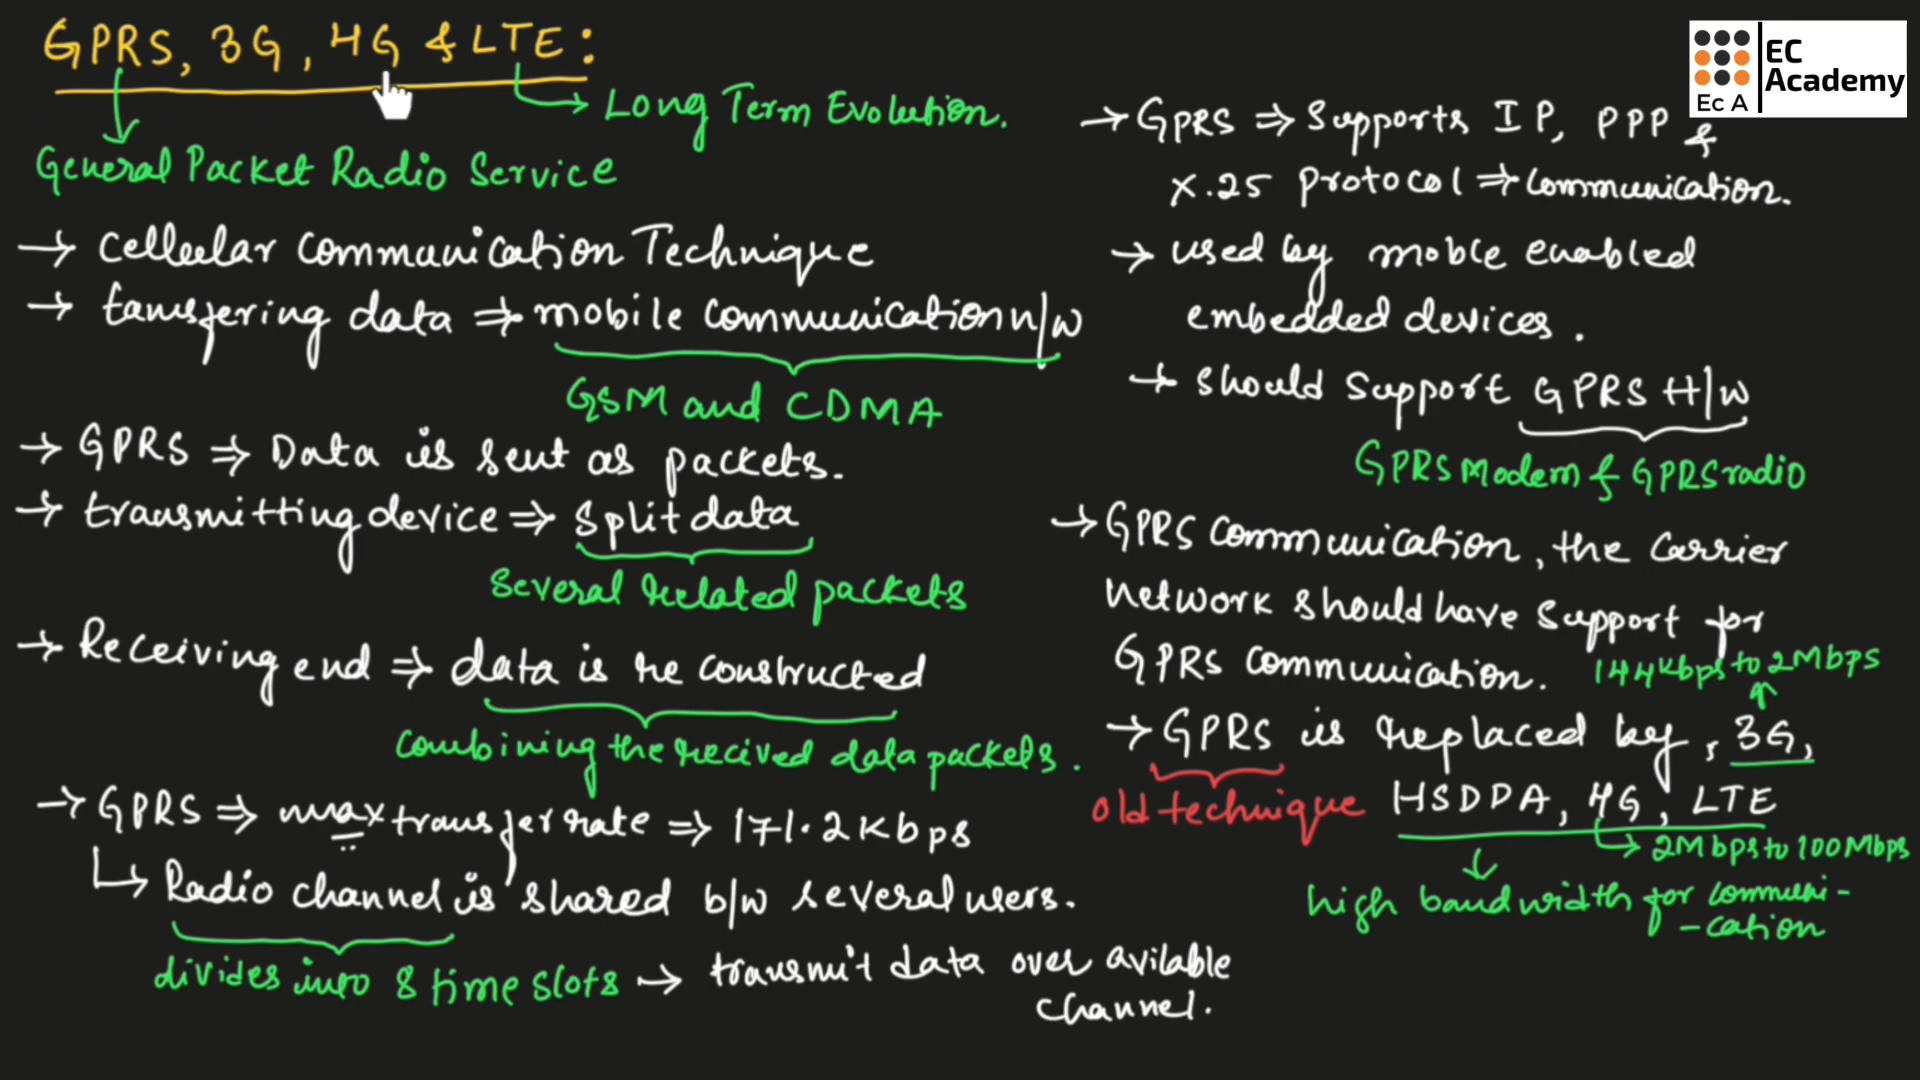 GPRS, 3G, 4G & LTE:
Long Term Evolution.
General Packet Radio Service
→ cellular communication Technique
→ tansfering data ⇒ mobile communication n/w
GSM and CDMA
→ GPRS ⇒ Data is sent as packets.
→ transmitting device ⇒ split data
several related packets
→ Receiving end ⇒ data is re constructed
combining the recived data packets.
→ GPRS ⇒ max transfer rate ⇒ 171.2Kbps
↳ Radio channel is shared b/w several users.
divides into 8 time slots → transmit data over avilable
channel.
EC
Academy
Ec A
→ GPRS ⇒ supports IP, PPP &
X.25 protocol ⇒ communication.
→ used by moble enabled
embedded devices.
→ should support GPRS H/W
GPRS Modem & GPRS radio
→ GPRS communication, the carrier
network should have support for
GPRS communication.
144Kbps to 2Mbps
→ GPRS is replaced by, 3G,
old technique
HSDPA, 4G, LTE
2Mbps to 100Mbps
high bandwidth for communi-
-cation